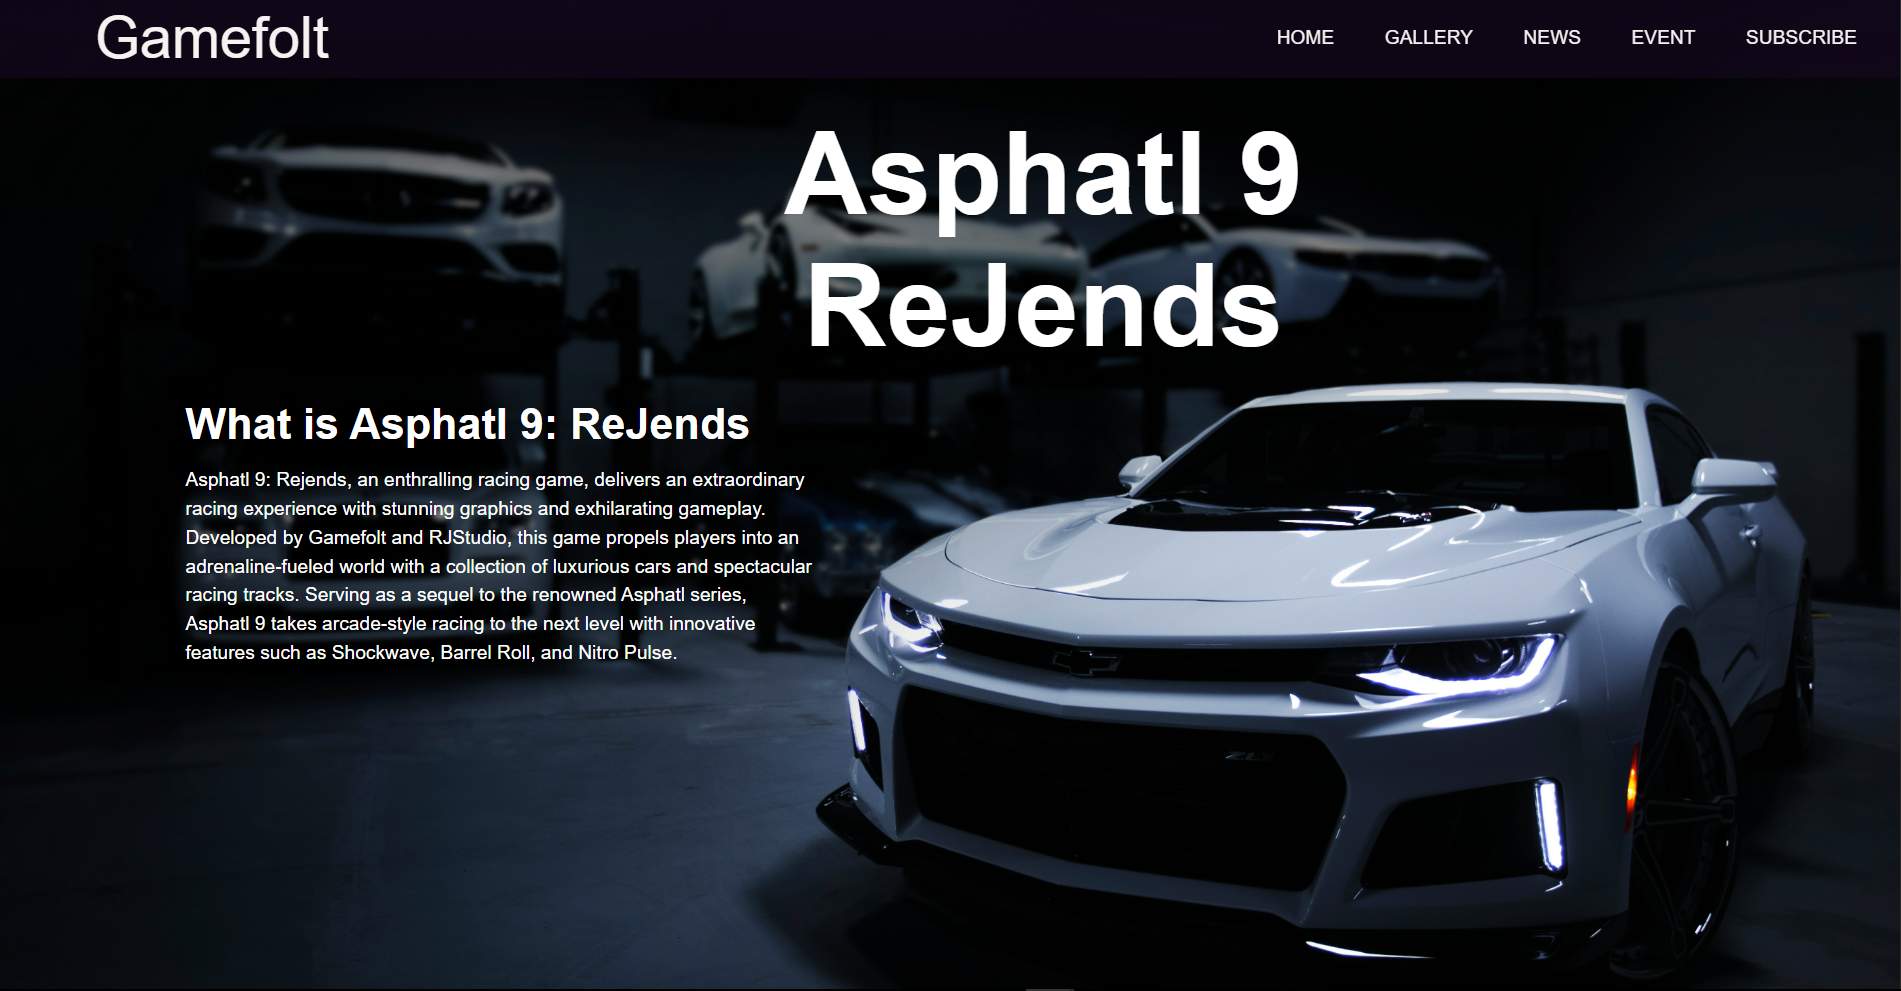 Gamefolt
HOME GALLERY NEWS EVENT SUBSCRIBE
Asphatl 9
ReJends
What is Asphatl 9: ReJends
Asphatl 9: Rejends, an enthralling racing game, delivers an extraordinary
racing experience with stunning graphics and exhilarating gameplay.
Developed by Gamefolt and RJStudio, this game propels players into an
adrenaline-fueled world with a collection of luxurious cars and spectacular
racing tracks. Serving as a sequel to the renowned Asphatl series,
Asphatl 9 takes arcade-style racing to the next level with innovative
features such as Shockwave, Barrel Roll, and Nitro Pulse.
ZL1